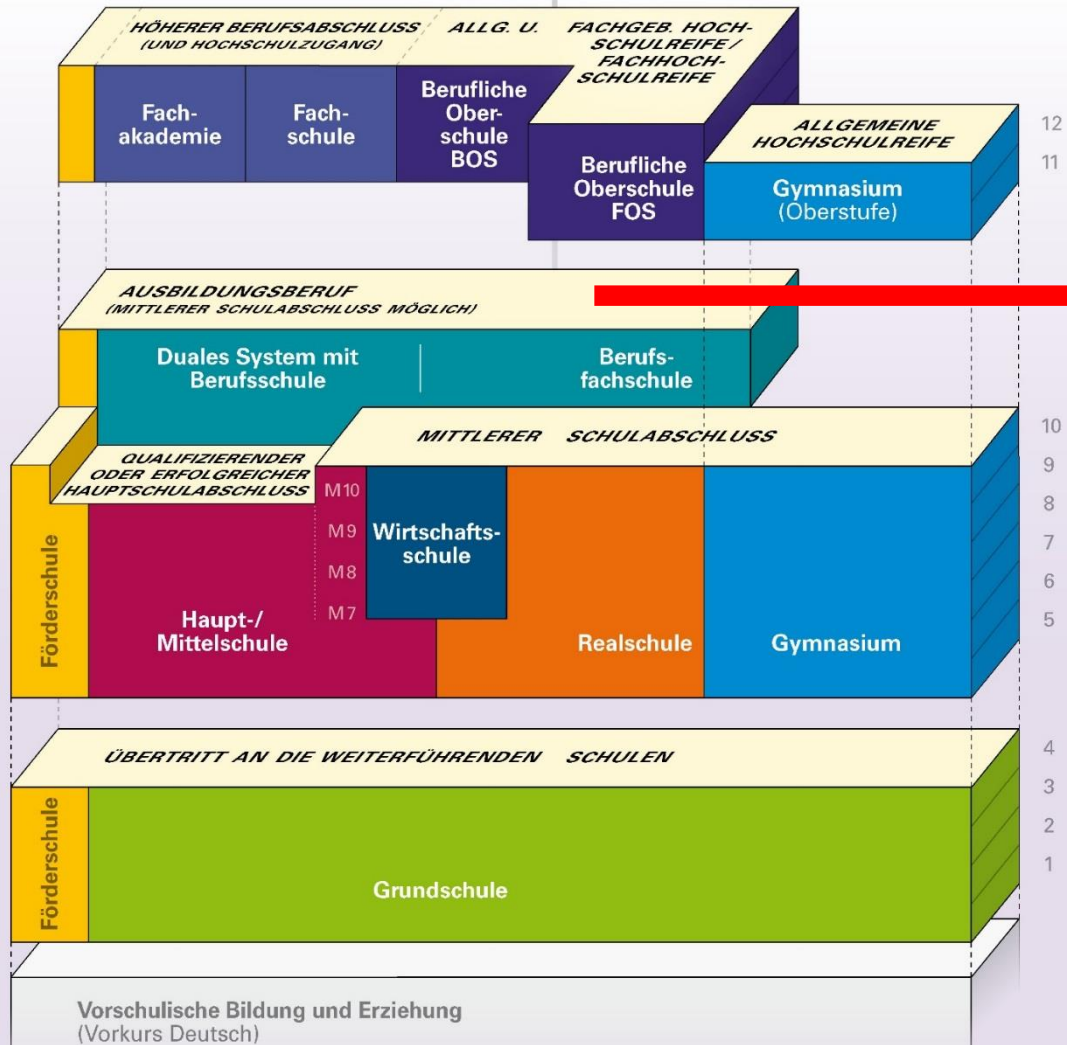 HÖHERER BERUFSABSCHLUSS
(UND HOCHSCHULZUGANG)
ALLG. U. FACHGEB. HOCH-
SCHULREIFE /
FACHHOCH-
SCHULREIFE
Fach-
akademie
Fach-
schule
Berufliche
Ober-
schule
BOS
Berufliche
Oberschule
FOS
ALLGEMEINE
HOCHSCHULREIFE
Gymnasium
(Oberstufe)
12
11
AUSBILDUNGSBERUF
(MITTLERER SCHULABSCHLUSS MÖGLICH)
Duales System mit
Berufsschule
Berufs-
fachschule
MITTLERER SCHULABSCHLUSS
QUALIFIZIERENDER
ODER ERFOLGREICHER
HAUPTSCHULABSCHLUSS
M10
M9
M8
M7
Wirtschafts-
schule
Förderschule
Haupt-/
Mittelschule
Realschule
Gymnasium
10
9
8
7
6
5
ÜBERTRITT AN DIE WEITERFÜHRENDEN SCHULEN
Förderschule
Grundschule
4
3
2
1
Vorschulische Bildung und Erziehung
(Vorkurs Deutsch)